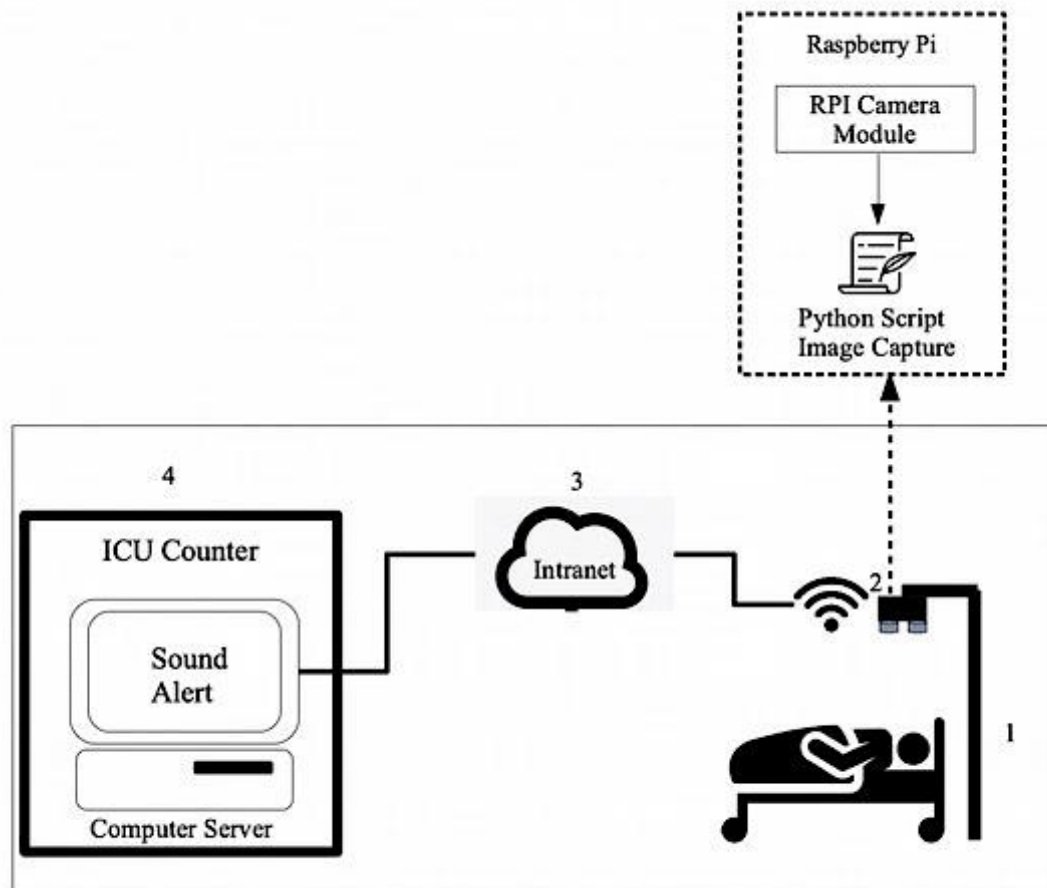 Raspberry Pi
RPI Camera
Module
Python Script
Image Capture
4
ICU Counter
Sound
Alert
Computer Server
3
Intranet
2
1